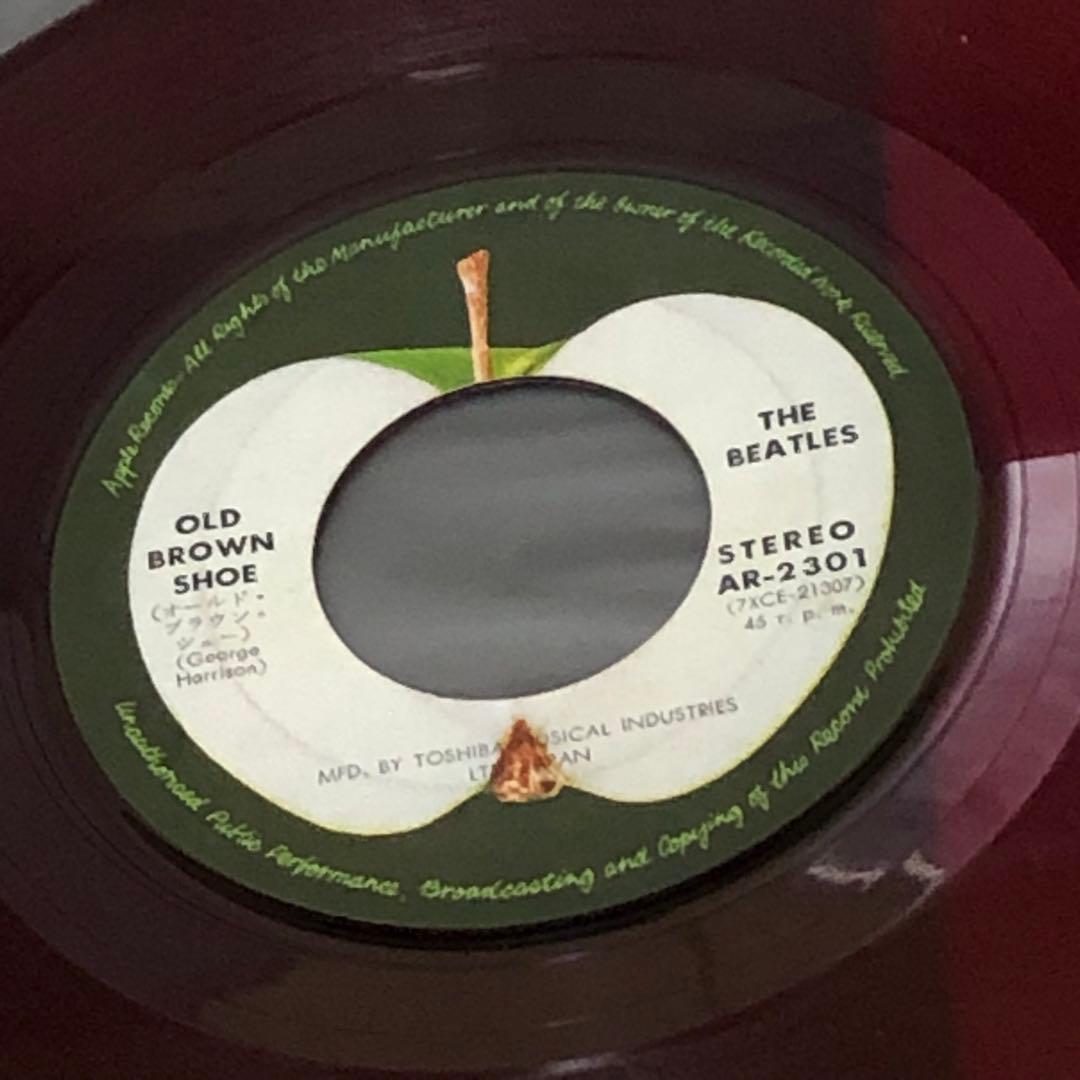 Apple Records. All Rights of the Manufacturer and of the Owner of the Recorded Work Reserved
THE
BEATLES
OLD
BROWN
SHOE
(オールド・
ブラウン・
シュー)
(George
Harrison)
STEREO
AR-2301
(7XCE-21307)
45 r. p. m.
MFD. BY TOSHIBA MUSICAL INDUSTRIES
LTD. JAPAN
Unauthorised Public Performance, Broadcasting and Copying of this Record Prohibited